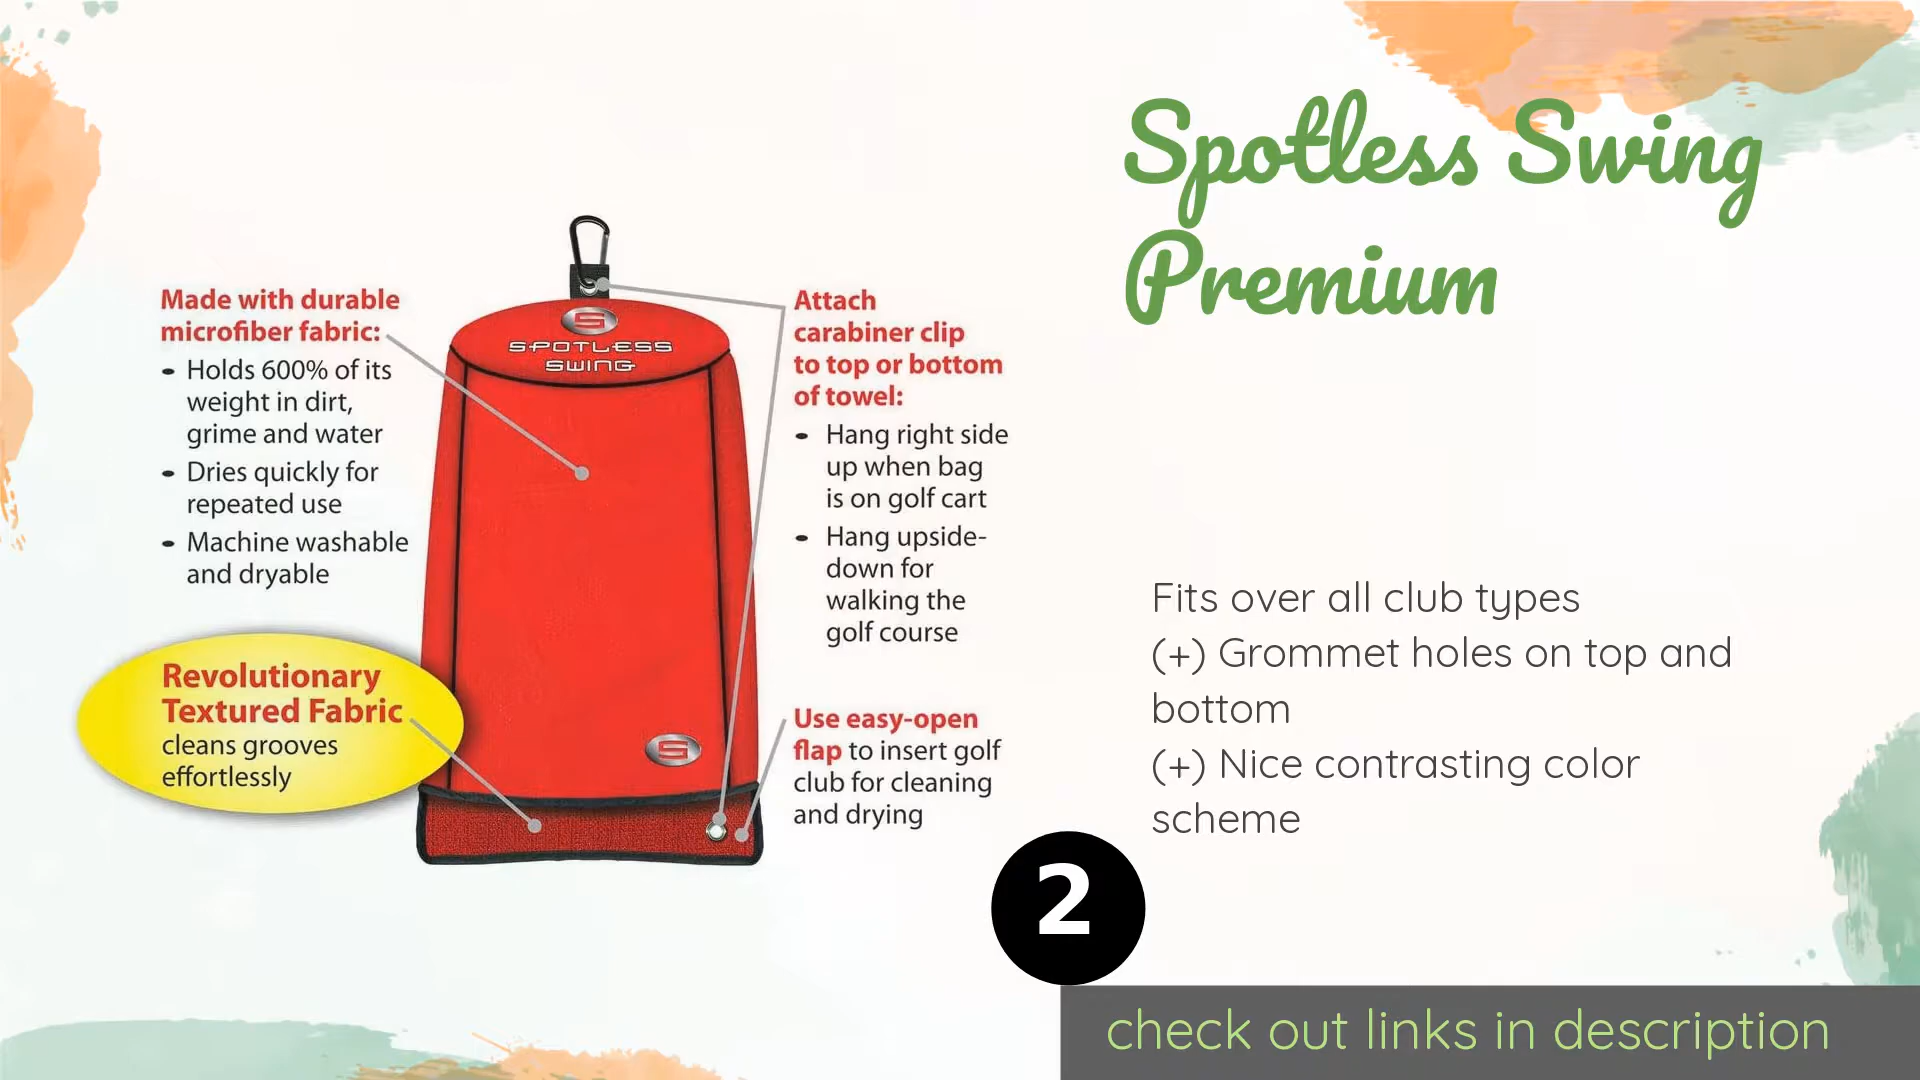 Spotless Swing
Premium
Made with durable
microfiber fabric:
- Holds 600% of its
weight in dirt,
grime and water
- Dries quickly for
repeated use
- Machine washable
and dryable
Revolutionary
Textured Fabric
cleans grooves
effortlessly
S
SPOTLESS
SWING
S
Attach
carabiner clip
to top or bottom
of towel:
- Hang right side
up when bag
is on golf cart
- Hang upside-
down for
walking the
golf course
Use easy-open
flap to insert golf
club for cleaning
and drying
Fits over all club types
(+) Grommet holes on top and
bottom
(+) Nice contrasting color
scheme
2
check out links in description